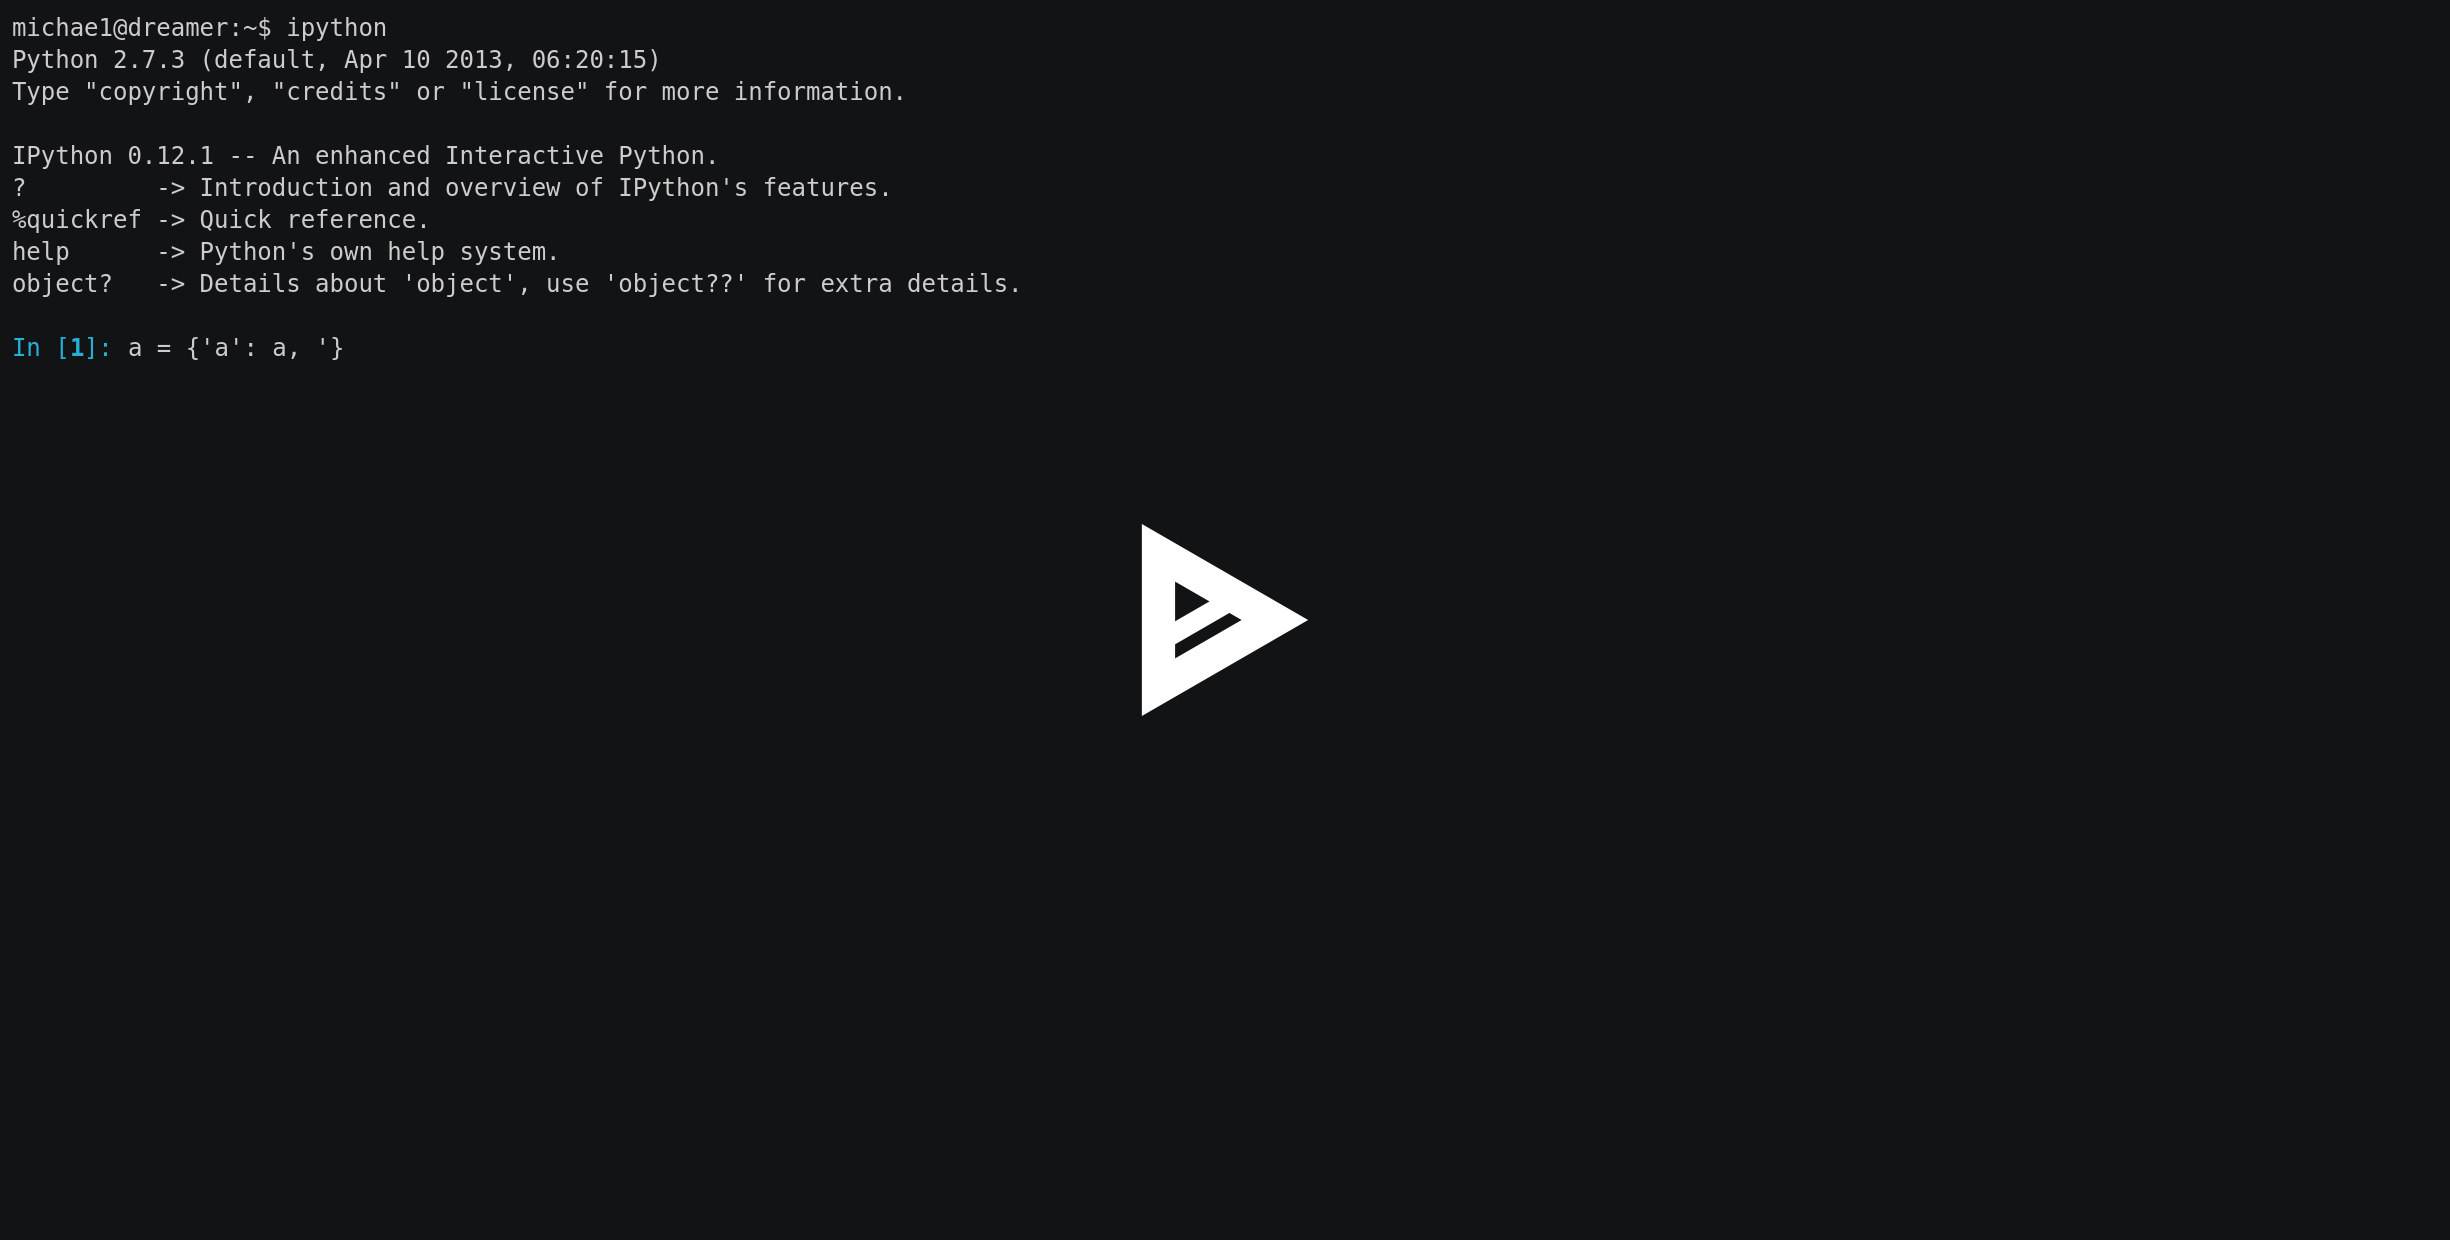 michae1@dreamer:~$ ipython
Python 2.7.3 (default, Apr 10 2013, 06:20:15)
Type "copyright", "credits" or "license" for more information.
IPython 0.12.1 -- An enhanced Interactive Python.
?         -> Introduction and overview of IPython's features.
%quickref -> Quick reference.
help      -> Python's own help system.
object?   -> Details about 'object', use 'object??' for extra details.
In [1]: a = {'a': a, '}